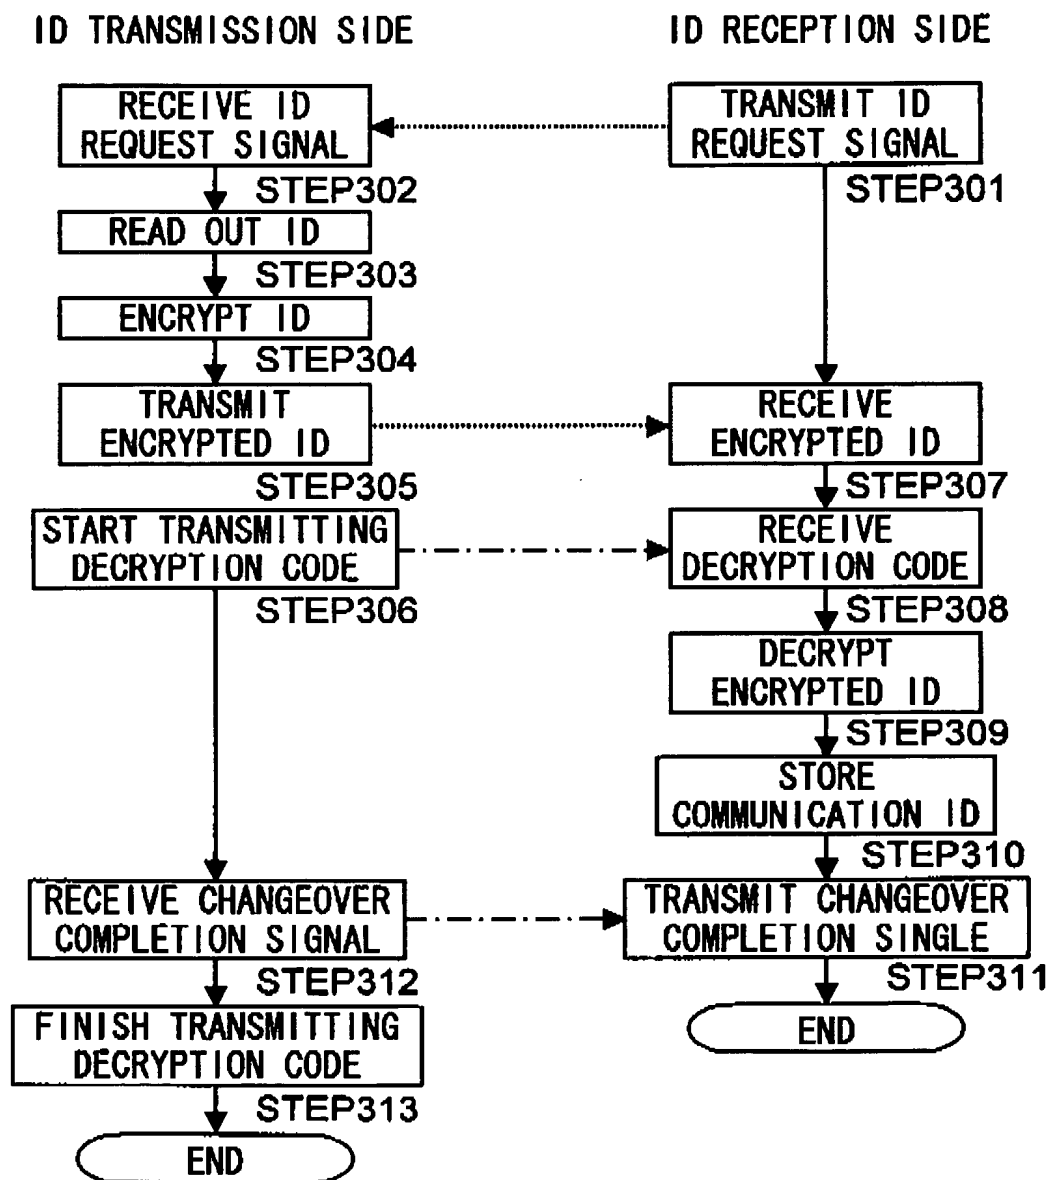 ID TRANSMISSION SIDE
ID RECEPTION SIDE
RECEIVE ID
REQUEST SIGNAL
TRANSMIT ID
REQUEST SIGNAL
STEP302
STEP301
READ OUT ID
STEP303
ENCRYPT ID
STEP304
TRANSMIT
ENCRYPTED ID
RECEIVE
ENCRYPTED ID
STEP305
STEP307
START TRANSMITTING
DECRYPTION CODE
RECEIVE
DECRYPTION CODE
STEP306
STEP308
DECRYPT
ENCRYPTED ID
STEP309
STORE
COMMUNICATION ID
STEP310
RECEIVE CHANGEOVER
COMPLETION SIGNAL
TRANSMIT CHANGEOVER
COMPLETION SINGLE
STEP312
STEP311
FINISH TRANSMITTING
DECRYPTION CODE
END
STEP313
END